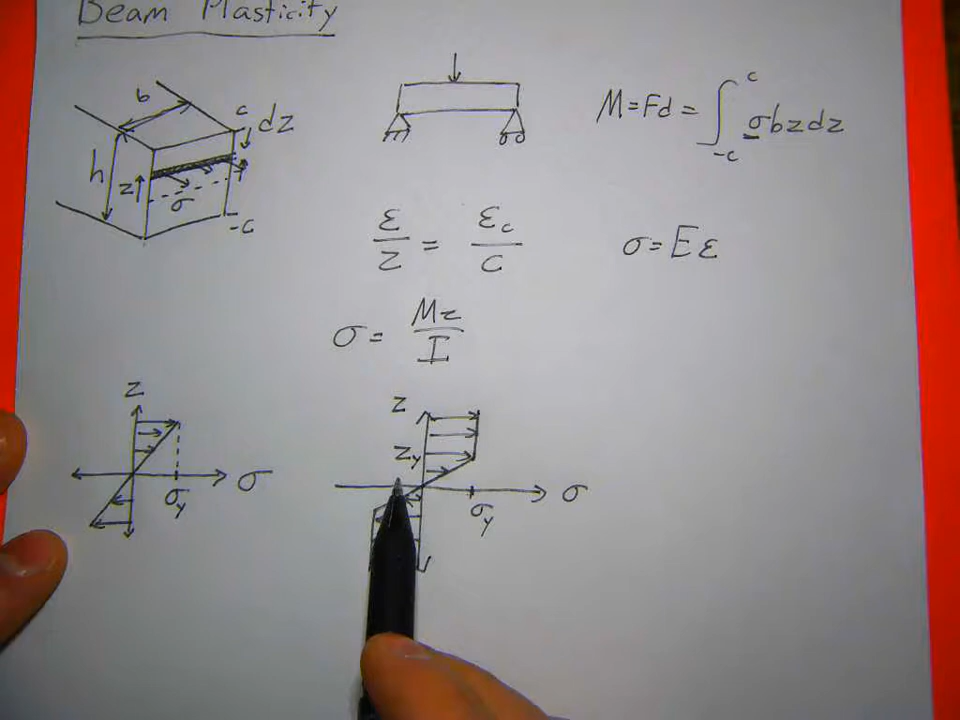 Beam Plasticity
b
c
dz
h
z
σ
-c
M = Fd = ∫_{-c}^{c} σbzdz
ε/z = ε_c/c
σ = Eε
σ = Mz/I
z
σ
σ_y
z
z_y
σ
σ_y